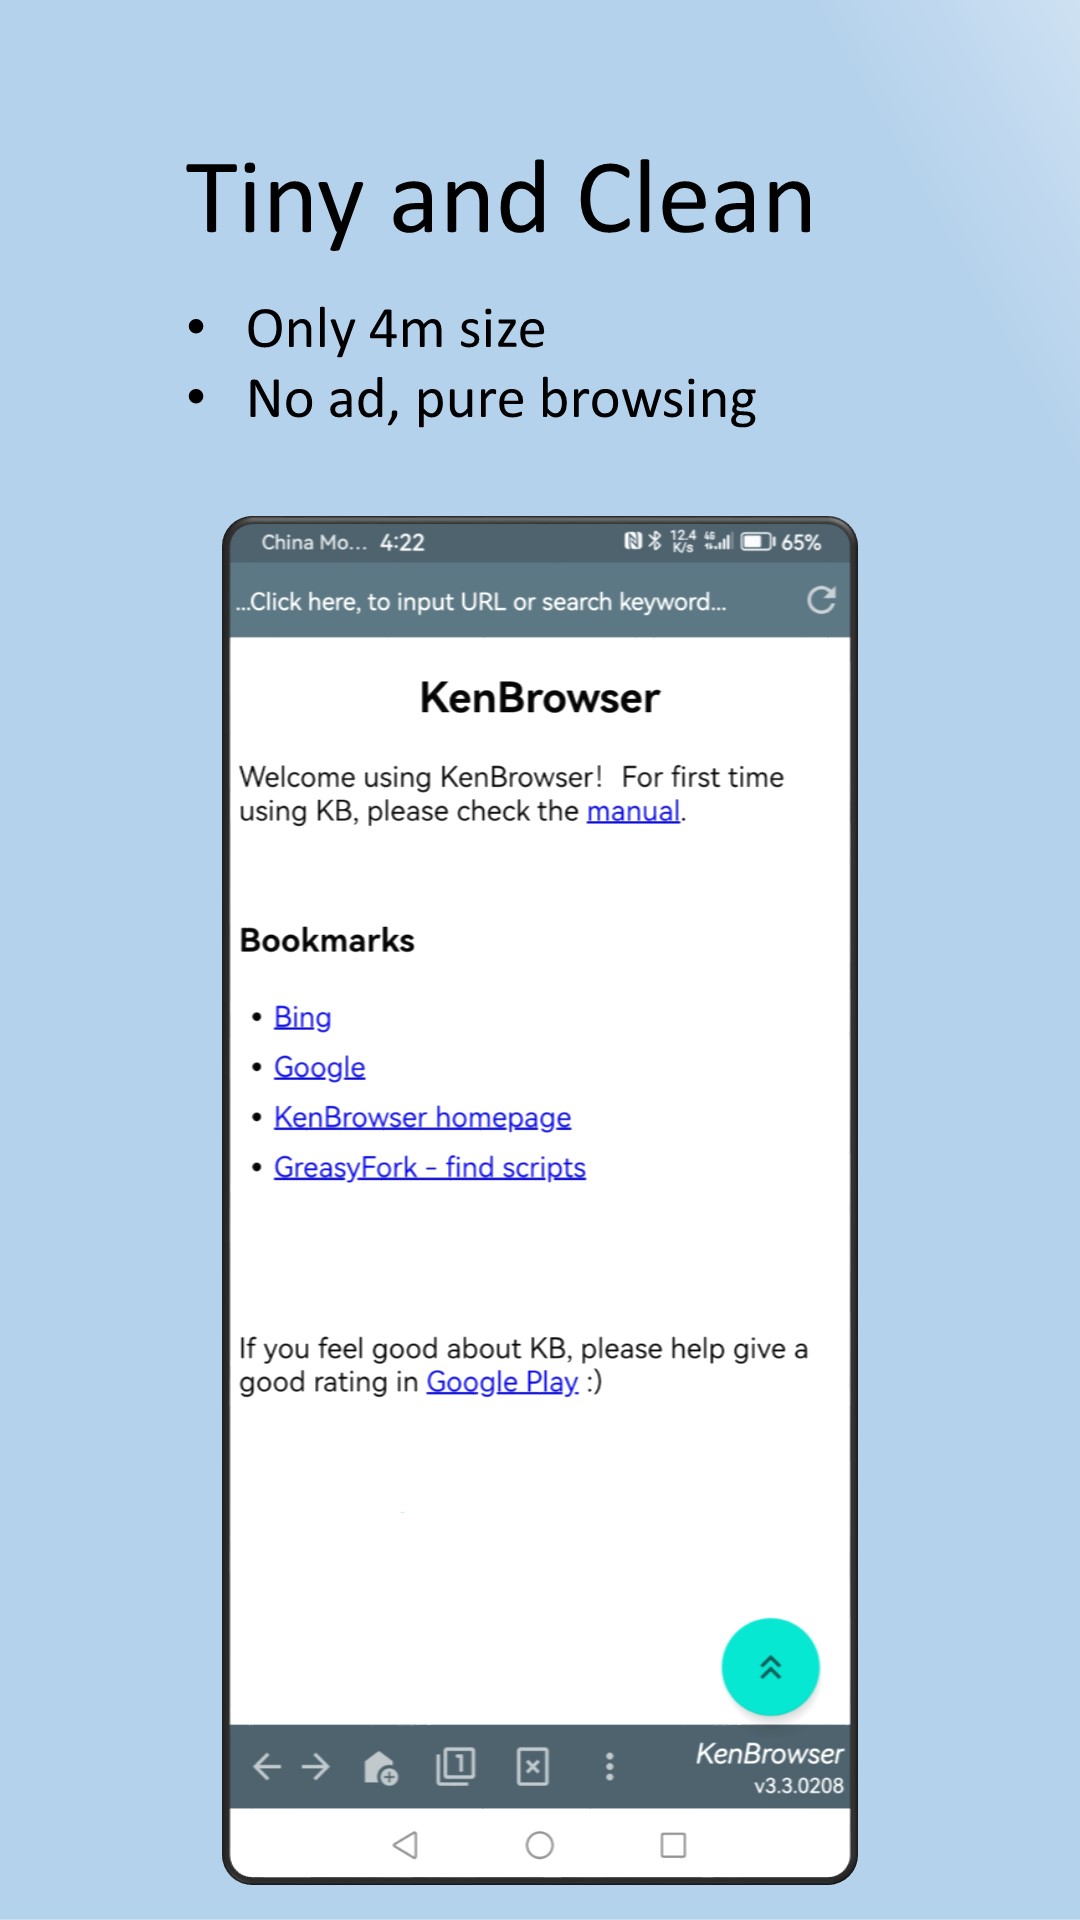 Tiny and Clean
• Only 4m size
• No ad, pure browsing
China Mo... 4:22 12.4 K/s 4G 65%
...Click here, to input URL or search keyword...
KenBrowser
Welcome using KenBrowser! For first time
using KB, please check the manual.
Bookmarks
• Bing
• Google
• KenBrowser homepage
• GreasyFork - find scripts
If you feel good about KB, please help give a
good rating in Google Play :)
1
KenBrowser
v3.3.0208